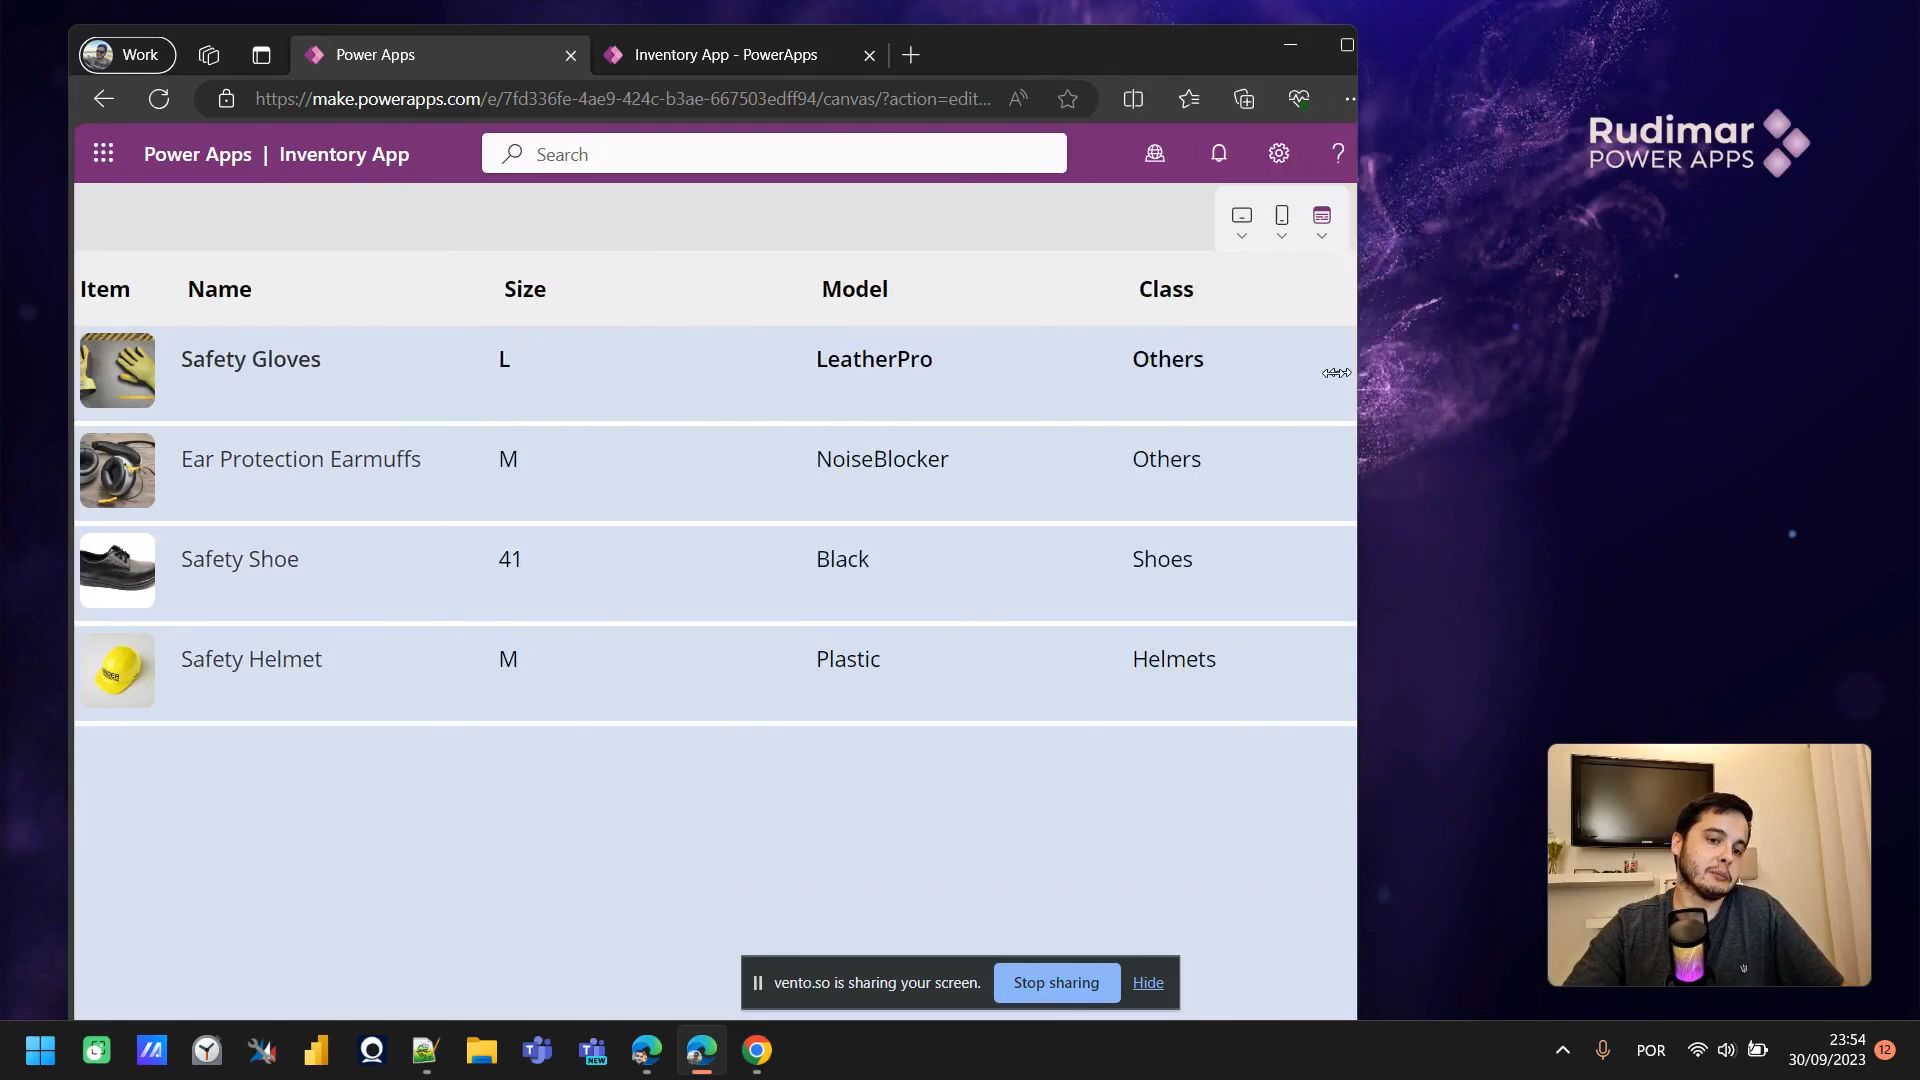 Work
Power Apps
Inventory App - PowerApps
https://make.powerapps.com/e/7fd336fe-4ae9-424c-b3ae-667503edff94/canvas/?action=edit...
Rudimar
POWER APPS
Power Apps | Inventory App
Search
Item Name Size Model Class
Safety Gloves L LeatherPro Others
Ear Protection Earmuffs M NoiseBlocker Others
Safety Shoe 41 Black Shoes
Safety Helmet M Plastic Helmets
vento.so is sharing your screen. Stop sharing Hide
NEW
POR
23:54
30/09/2023
12